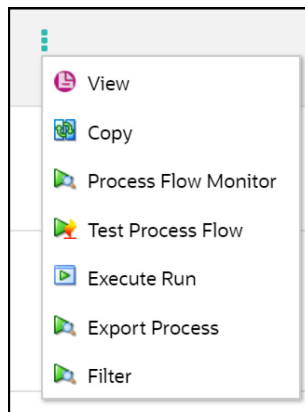 View
Copy
Process Flow Monitor
Test Process Flow
Execute Run
Export Process
Filter